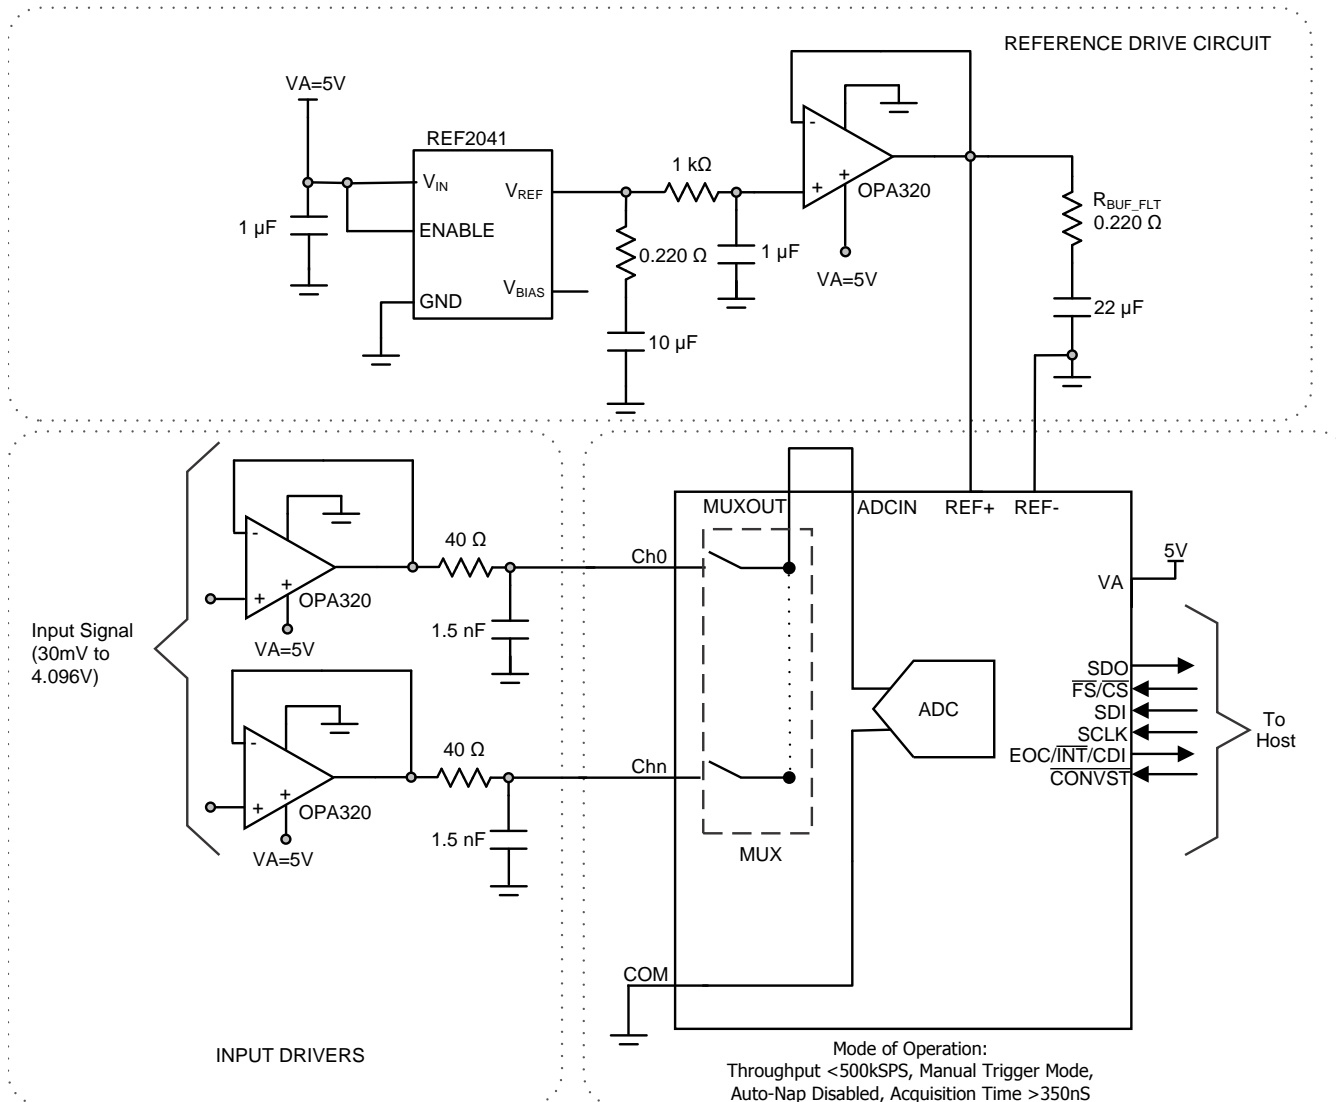 REFERENCE DRIVE CIRCUIT
VA=5V
REF2041
VIN
VREF
1 kΩ
-
+
+
OPA320
RBUF_FLT
0.220 Ω
1 µF
ENABLE
0.220 Ω
1 µF
VA=5V
GND
VBIAS
10 µF
22 µF
MUXOUT
ADCIN
REF+
REF-
-
+
+
OPA320
40 Ω
Ch0
1.5 nF
VA=5V
5V
VA
Input Signal
(30mV to
4.096V)
-
+
+
OPA320
40 Ω
Chn
1.5 nF
VA=5V
MUX
ADC
SDO
FS/CS
SDI
SCLK
EOC/INT/CDI
CONVST
To
Host
COM
INPUT DRIVERS
Mode of Operation:
Throughput <500kSPS, Manual Trigger Mode,
Auto-Nap Disabled, Acquisition Time >350nS